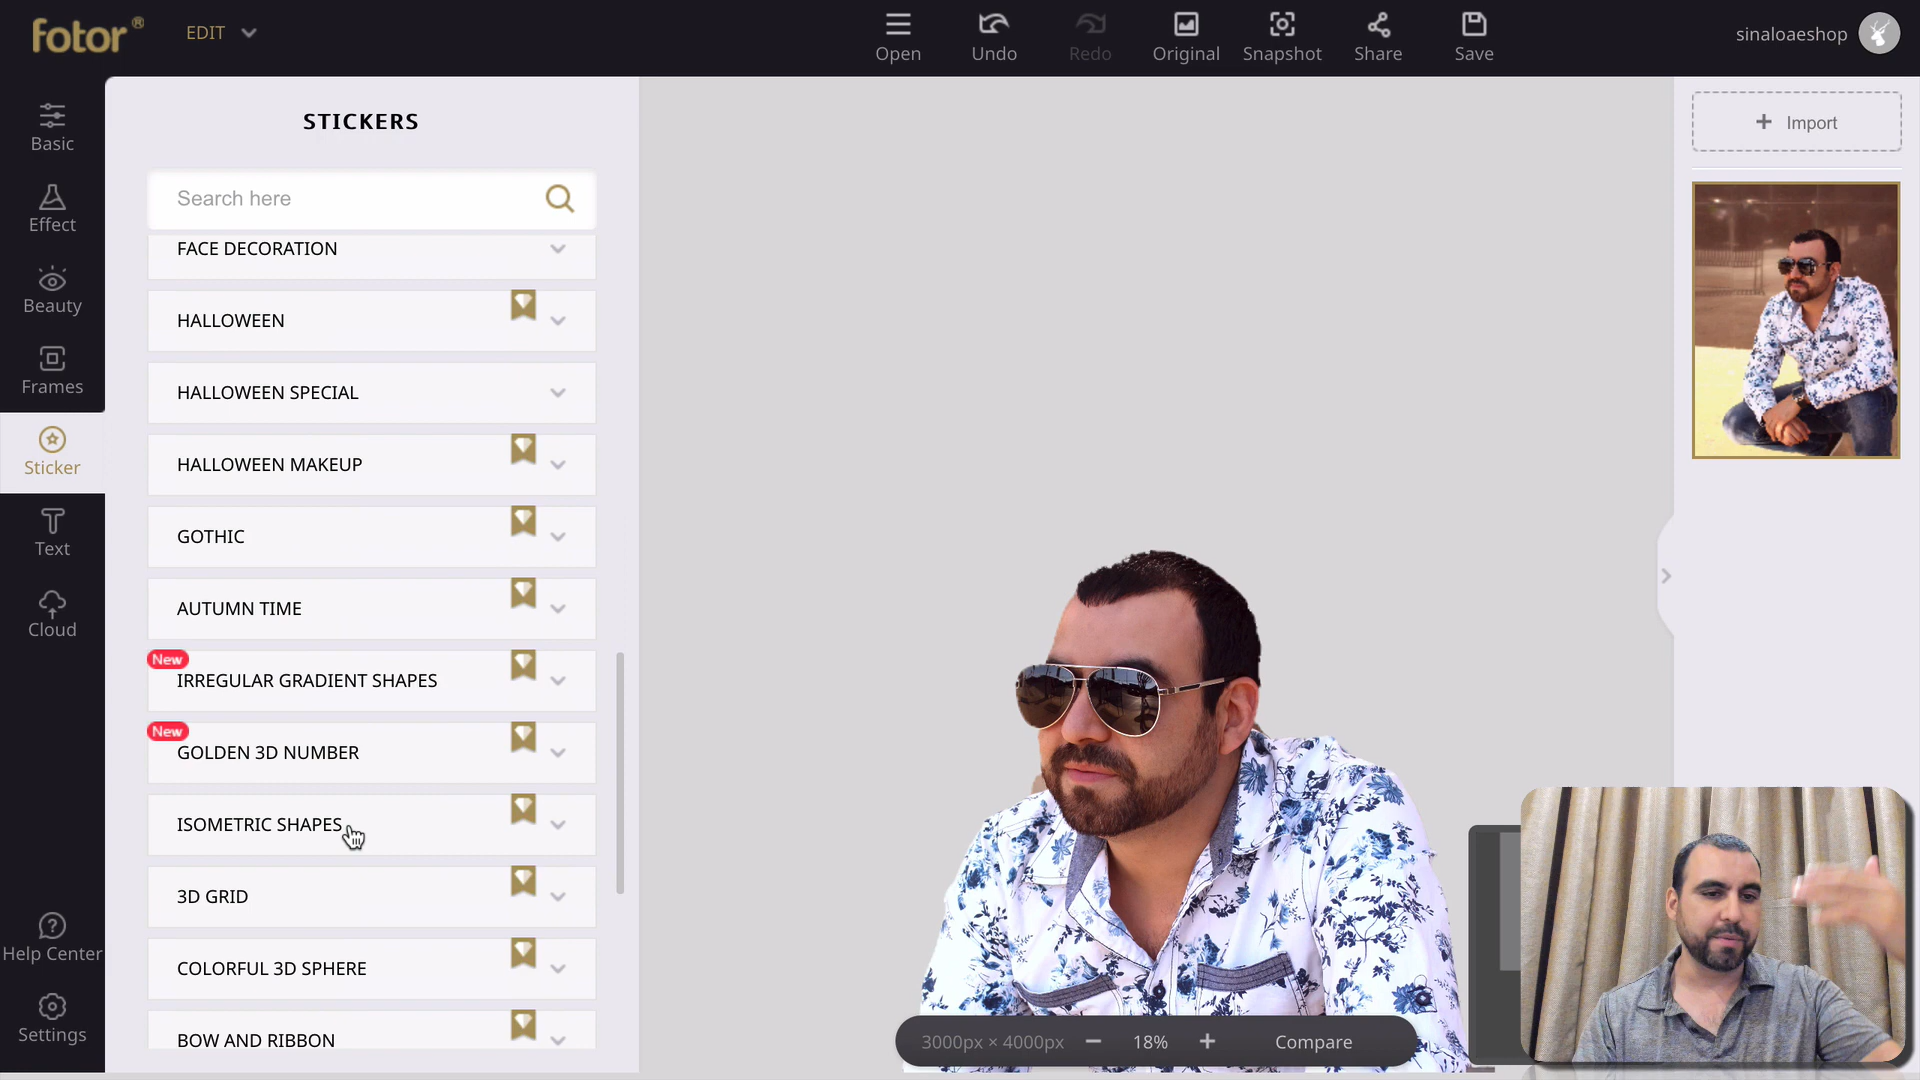 fotor®
EDIT
Open
Undo
Redo
Original
Snapshot
Share
Save
sinaloaeshop
Basic
Effect
Beauty
Frames
Sticker
Text
Cloud
Help Center
Settings
STICKERS
Search here
FACE DECORATION
HALLOWEEN
HALLOWEEN SPECIAL
HALLOWEEN MAKEUP
GOTHIC
AUTUMN TIME
New
IRREGULAR GRADIENT SHAPES
New
GOLDEN 3D NUMBER
ISOMETRIC SHAPES
3D GRID
COLORFUL 3D SPHERE
BOW AND RIBBON
3000px × 4000px
18%
Compare
Import